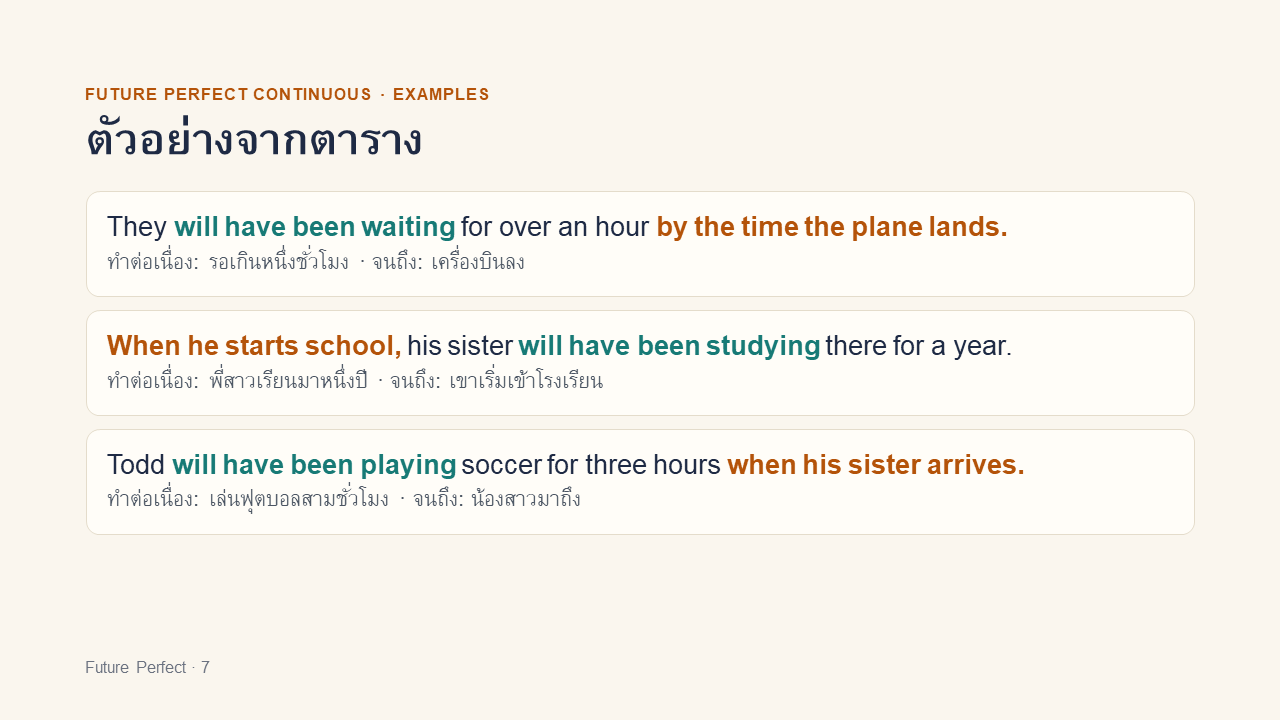 FUTURE PERFECT CONTINUOUS · EXAMPLES
ตัวอย่างจากตาราง
They will have been waiting for over an hour by the time the plane lands.
ทำต่อเนื่อง: รอเกินหนึ่งชั่วโมง · จนถึง: เครื่องบินลง
When he starts school, his sister will have been studying there for a year.
ทำต่อเนื่อง: พี่สาวเรียนมาหนึ่งปี · จนถึง: เขาเริ่มเข้าโรงเรียน
Todd will have been playing soccer for three hours when his sister arrives.
ทำต่อเนื่อง: เล่นฟุตบอลสามชั่วโมง · จนถึง: น้องสาวมาถึง
Future Perfect · 7